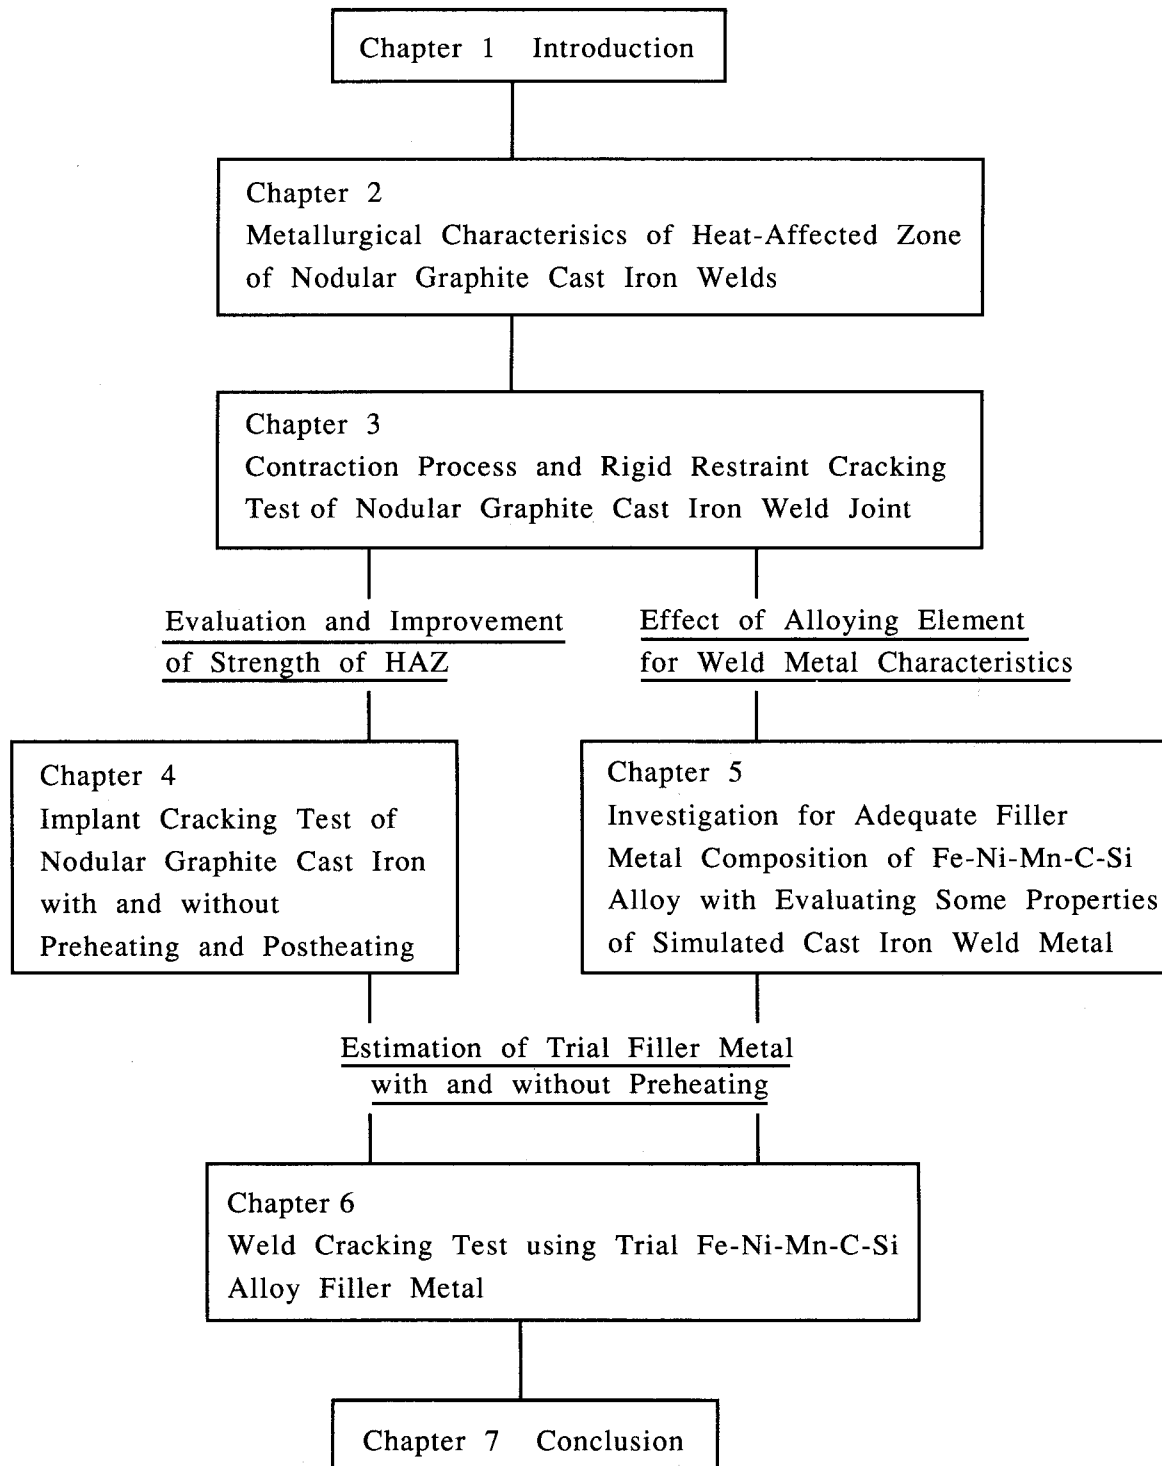 Chapter 1 Introduction
Chapter 2
Metallurgical Characterisics of Heat-Affected Zone
of Nodular Graphite Cast Iron Welds
Chapter 3
Contraction Process and Rigid Restraint Cracking
Test of Nodular Graphite Cast Iron Weld Joint
Evaluation and Improvement
of Strength of HAZ
Effect of Alloying Element
for Weld Metal Characteristics
Chapter 4
Implant Cracking Test of
Nodular Graphite Cast Iron
with and without
Preheating and Postheating
Chapter 5
Investigation for Adequate Filler
Metal Composition of Fe-Ni-Mn-C-Si
Alloy with Evaluating Some Properties
of Simulated Cast Iron Weld Metal
Estimation of Trial Filler Metal
with and without Preheating
Chapter 6
Weld Cracking Test using Trial Fe-Ni-Mn-C-Si
Alloy Filler Metal
Chapter 7 Conclusion